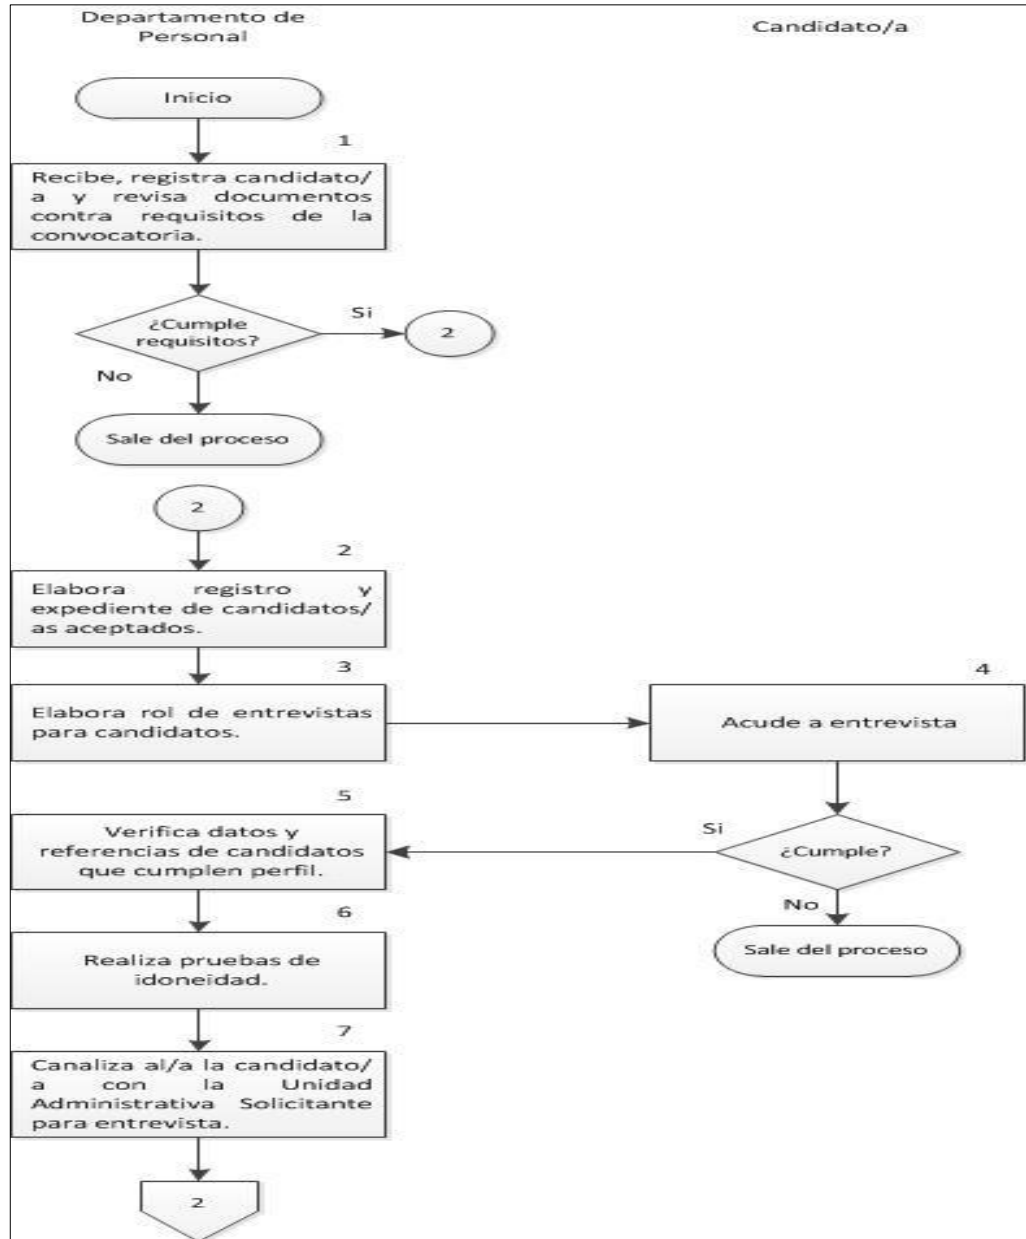 Departamento de
Personal
Candidato/a
Inicio
1
Recibe, registra candidato/
a y revisa documentos
contra requisitos de la
convocatoria.
¿Cumple
requisitos?
Si
2
No
Sale del proceso
2
2
Elabora registro y
expediente de candidatos/
as aceptados.
3
Elabora rol de entrevistas
para candidatos.
4
Acude a entrevista
5
Verifica datos y
referencias de candidatos
que cumplen perfil.
Si
¿Cumple?
No
Sale del proceso
6
Realiza pruebas de
idoneidad.
7
Canaliza al/a la candidato/
a con la Unidad
Administrativa Solicitante
para entrevista.
2